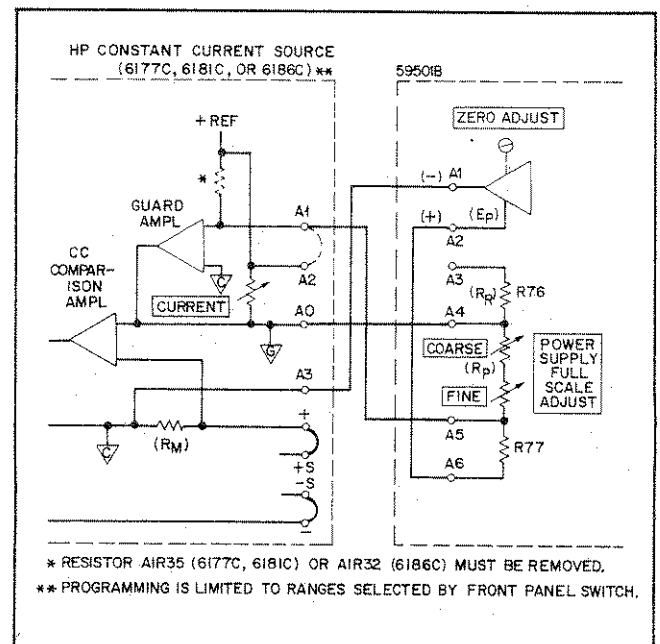 HP CONSTANT CURRENT SOURCE
(6177C, 6181C, OR 6186C) **
59501B
ZERO ADJUST
+ REF
*
GUARD
AMPL
CC
COMPAR-
ISON
AMPL
A1
A2
CURRENT
A0
A3
C
G
C
(RM)
+
+S
-S
-
(-) A1
(+)
(EP)
A2
A3
(RR)
R76
A4
COARSE
(RP)
FINE
POWER
SUPPLY
FULL
SCALE
ADJUST
A5
R77
A6
* RESISTOR A1R35 (6177C, 6181C) OR A1R32 (6186C) MUST BE REMOVED.
** PROGRAMMING IS LIMITED TO RANGES SELECTED BY FRONT PANEL SWITCH.